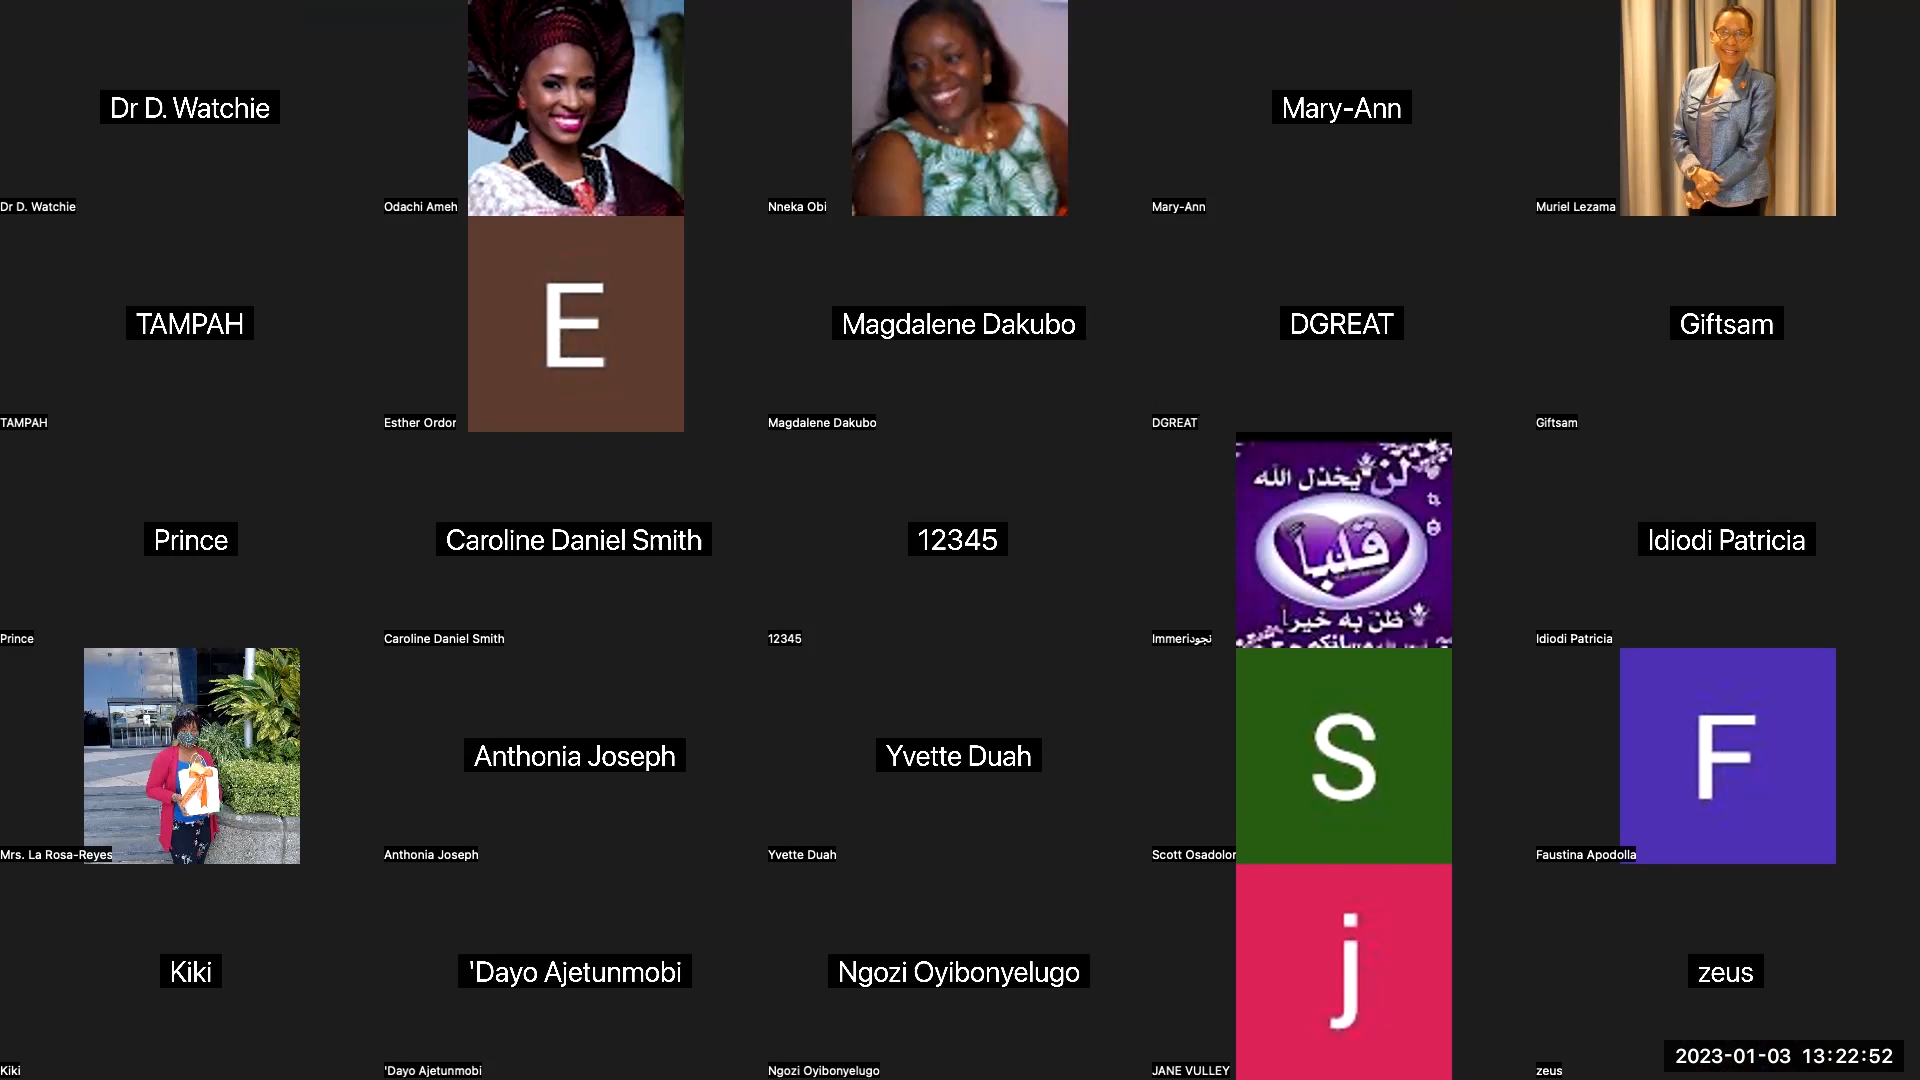 Dr D. Watchie
Dr D. Watchie
Odachi Ameh
Nneka Obi
Mary-Ann
Mary-Ann
Muriel Lezama
TAMPAH
TAMPAH
E
Esther Ordor
Magdalene Dakubo
Magdalene Dakubo
DGREAT
DGREAT
Giftsam
Giftsam
Prince
Prince
Caroline Daniel Smith
Caroline Daniel Smith
12345
12345
لن يخذل الله
قلباً
ظن به خيرا
Immeriنجود
Idiodi Patricia
Idiodi Patricia
Mrs. La Rosa-Reyes
Anthonia Joseph
Anthonia Joseph
Yvette Duah
Yvette Duah
S
Scott Osadolor
F
Faustina Apodolla
Kiki
Kiki
'Dayo Ajetunmobi
'Dayo Ajetunmobi
Ngozi Oyibonyelugo
Ngozi Oyibonyelugo
j
JANE VULLEY
zeus
zeus
2023-01-03 13:22:52